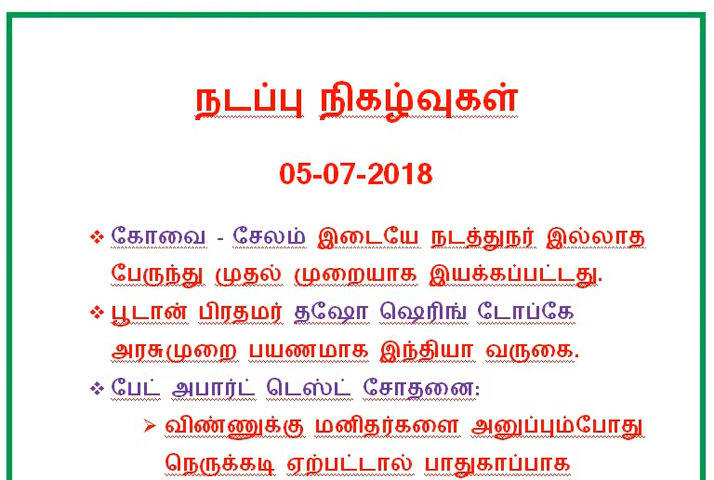 நடப்பு நிகழ்வுகள்
05-07-2018
❖ கோவை - சேலம் இடையே நடத்துநர் இல்லாத
பேருந்து முதல் முறையாக இயக்கப்பட்டது.
❖ பூடான் பிரதமர் தஷோ ஷெரிங் டோப்கே
அரசுமுறை பயணமாக இந்தியா வருகை.
❖ பேட் அபார்ட் டெஸ்ட் சோதனை:
➢ விண்ணுக்கு மனிதர்களை அனுப்பும்போது
நெருக்கடி ஏற்பட்டால் பாதுகாப்பாக